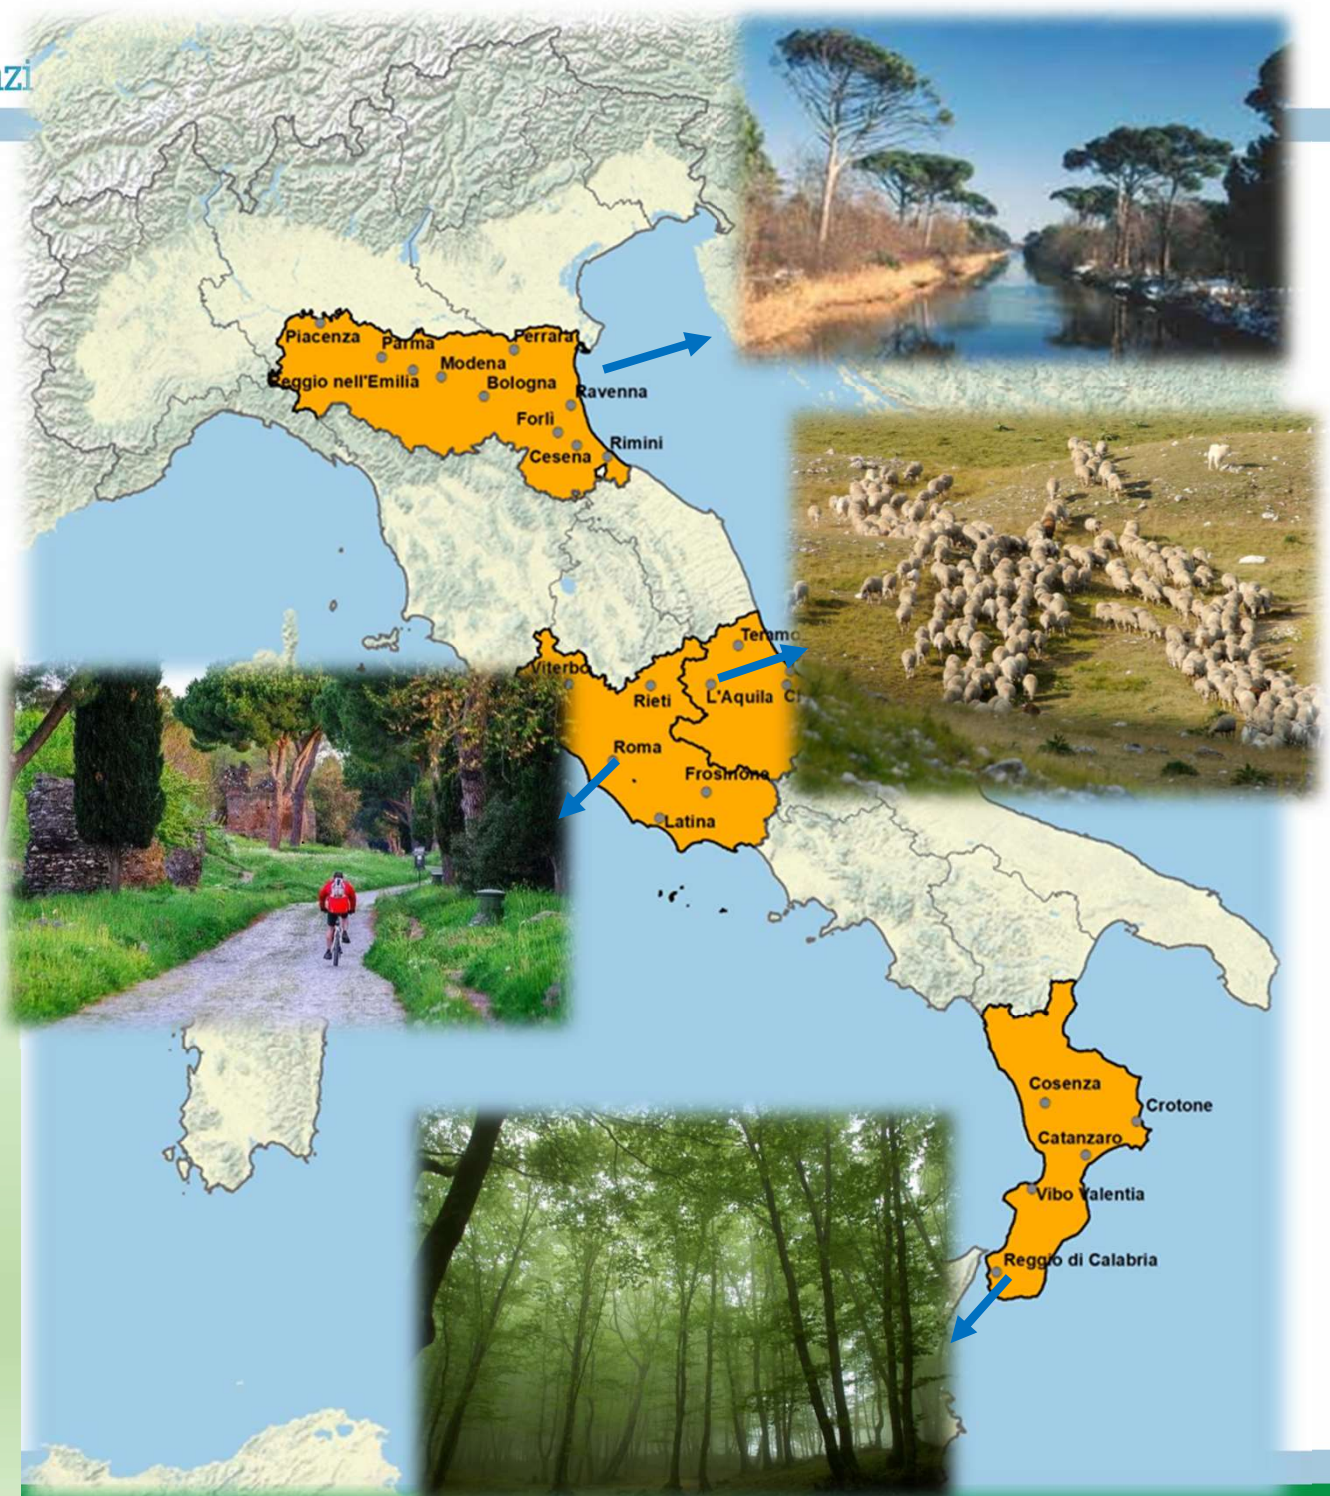 zi
Piacenza
Parma
Ferrara
Modena
Reggio nell'Emilia
Bologna
Ravenna
Forlì
Rimini
Cesena
Teramo
Viterbo
Rieti
L'Aquila
Roma
Frosinone
Latina
Cosenza
Crotone
Catanzaro
Vibo Valentia
Reggio di Calabria